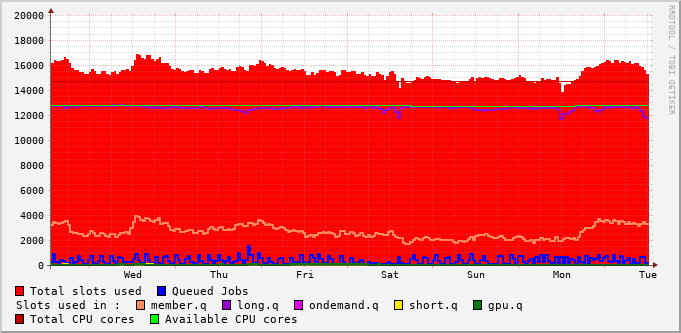 20000
18000
16000
14000
12000
10000
8000
6000
4000
2000
0
Wed Thu Fri Sat Sun Mon Tue
RRDTOOL / TOBI OETIKER
Total slots used Queued Jobs
Slots used in : member.q long.q ondemand.q short.q gpu.q
Total CPU cores Available CPU cores